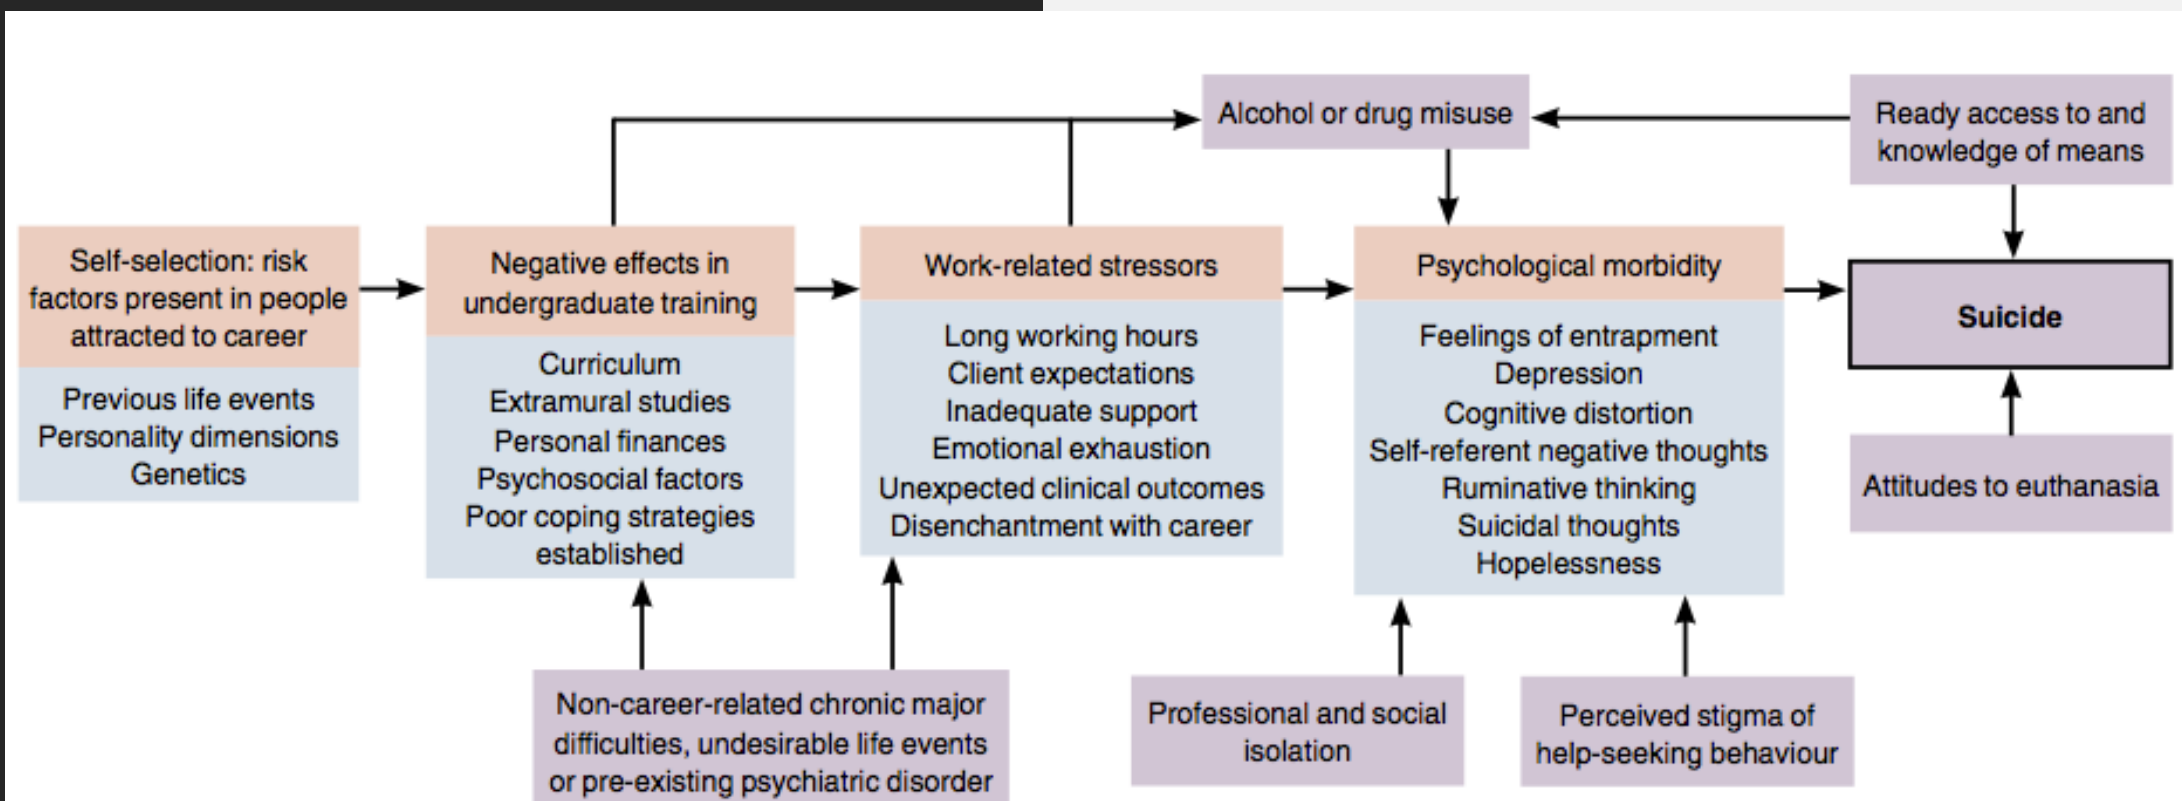 Alcohol or drug misuse
Ready access to and
knowledge of means
Self-selection: risk
factors present in people
attracted to career
Previous life events
Personality dimensions
Genetics
Negative effects in
undergraduate training
Curriculum
Extramural studies
Personal finances
Psychosocial factors
Poor coping strategies
established
Work-related stressors
Long working hours
Client expectations
Inadequate support
Emotional exhaustion
Unexpected clinical outcomes
Disenchantment with career
Psychological morbidity
Feelings of entrapment
Depression
Cognitive distortion
Self-referent negative thoughts
Ruminative thinking
Suicidal thoughts
Hopelessness
Suicide
Attitudes to euthanasia
Non-career-related chronic major
difficulties, undesirable life events
or pre-existing psychiatric disorder
Professional and social
isolation
Perceived stigma of
help-seeking behaviour